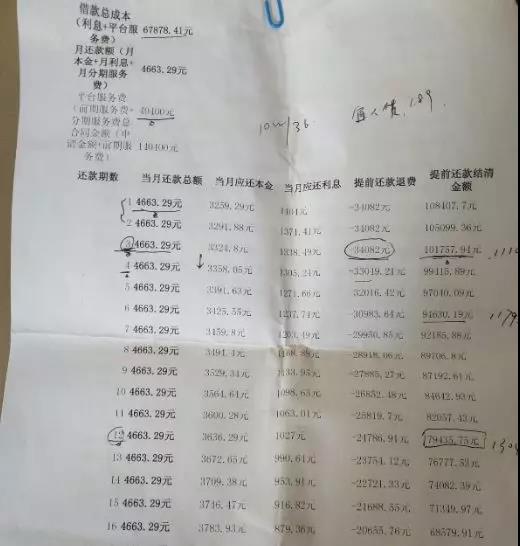 借款总成本
(利息+平台服 67878.41元
务费)
月还款额(月
本金+月利息+ 4663.29元
月分期服务
费)
平台服务费
(前期服务费+ 40400元
分期服务费总
合同金额(申
请金额+前期服 140400元
务费)
100w/36
还款期数 当月还款总额 当月应还本金 当月应还利息 提前还款退费 提前还款结清
金额
1 4663.29元 3259.29元 1404元 -34082元 108407.7元
2 4663.29元 3291.88元 1371.41元 -34082元 105099.36元
3 4663.29元 3324.8元 1338.49元 -34082元 101757.94元
4 4663.29元 3358.05元 1305.24元 -33049.21元 99415.89元
5 4663.29元 3391.63元 1271.66元 -32016.42元 97040.09元
6 4663.29元 3425.55元 1237.74元 -30983.64元 94630.19元
7 4663.29元 3459.8元 1203.49元 -29950.85元 92185.88元
8 4663.29元 3494.4元 1168.89元 -28918.06元 89706.8元
9 4663.29元 3529.34元 1133.95元 -27885.27元 87192.61元
10 4663.29元 3564.64元 1098.65元 -26852.48元 84642.93元
11 4663.29元 3600.28元 1063.01元 -25819.7元 82057.43元
12 4663.29元 3636.29元 1027元 -24786.91元 79435.75元
13 4663.29元 3672.65元 990.64元 -23754.12元 76777.53元
14 4663.29元 3709.38元 953.91元 -22721.33元 74082.39元
15 4663.29元 3746.47元 916.82元 -21688.55元 71349.97元
16 4663.29元 3783.93元 879.36元 -20655.76元 68579.91元